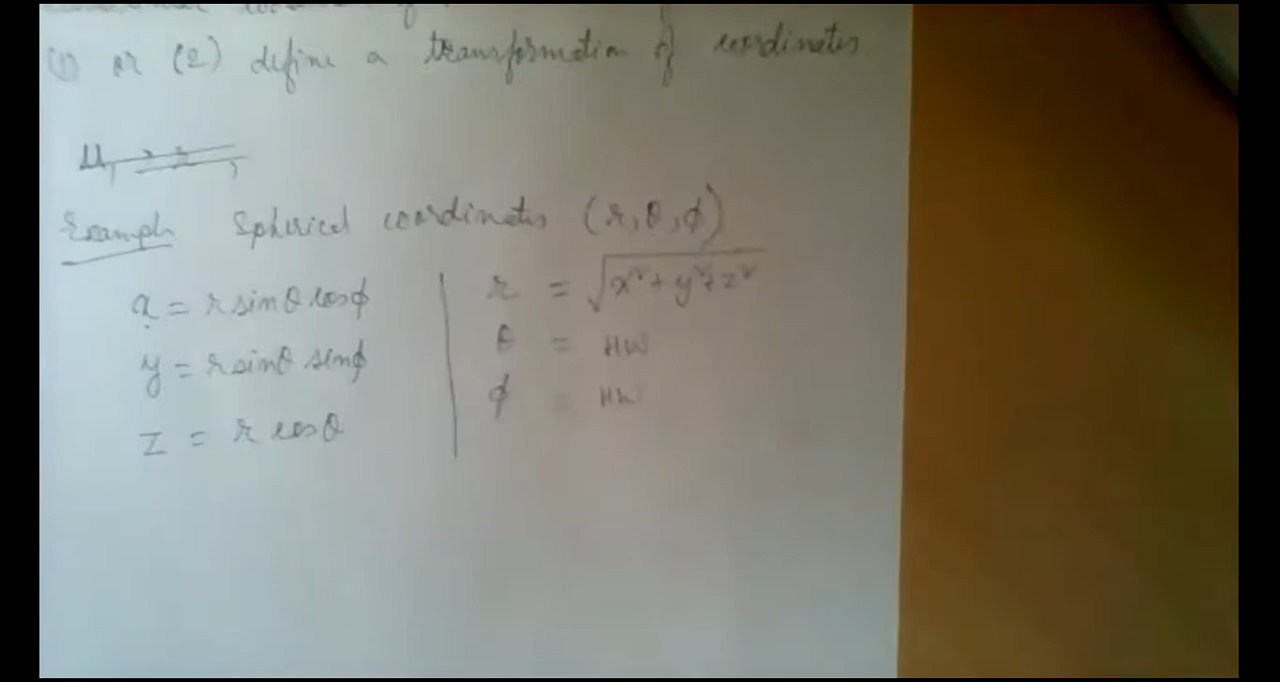 (1) or (2) define a transformation of coordinates
Example Spherical coordinates (r, θ, ϕ)
x = r sinθ cosϕ
y = r sinθ sinϕ
z = r cosθ
r = √x²+y²+z²
θ = HW
ϕ = HW